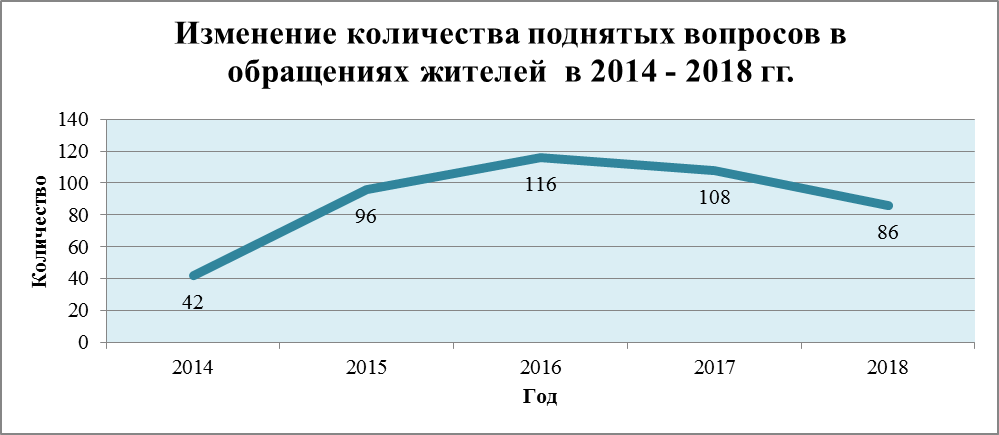 Изменение количества поднятых вопросов в
обращениях жителей в 2014 - 2018 гг.
140
120
100
80
60
40
20
0
Количество
42
96
116
108
86
2014 2015 2016 2017 2018
Год